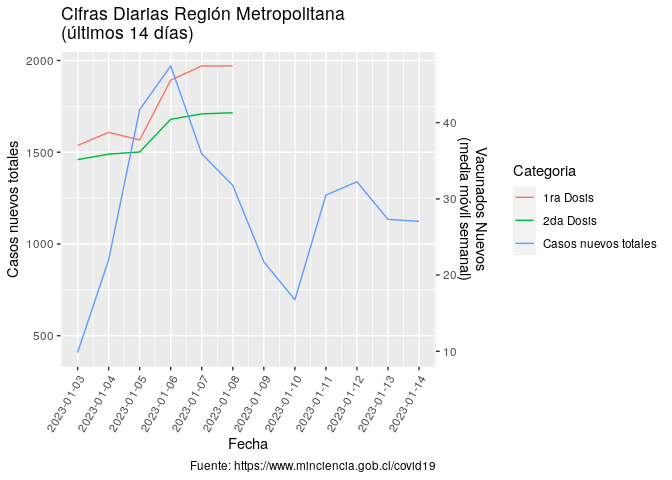 Cifras Diarias Región Metropolitana
(últimos 14 días)
Casos nuevos totales
2000
1500
1000
500
40
30
20
10
Vacunados Nuevos
(media móvil semanal)
2023-01-03
2023-01-04
2023-01-05
2023-01-06
2023-01-07
2023-01-08
2023-01-09
2023-01-10
2023-01-11
2023-01-12
2023-01-13
2023-01-14
Fecha
Categoria
1ra Dosis
2da Dosis
Casos nuevos totales
Fuente: https://www.minciencia.gob.cl/covid19